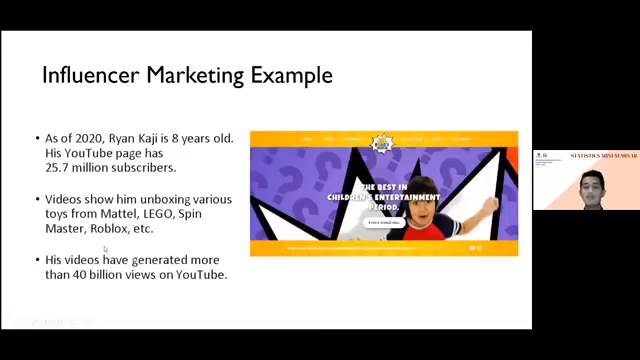 Influencer Marketing Example
• As of 2020, Ryan Kaji is 8 years old.
His YouTube page has
25.7 million subscribers.
• Videos show him unboxing various
toys from Mattel, LEGO, Spin
Master, Roblox, etc.
• His videos have generated more
than 40 billion views on YouTube.
THE BEST IN
CHILDREN'S ENTERTAINMENT
PERIOD.
STATISTICS MINI SEMINAR